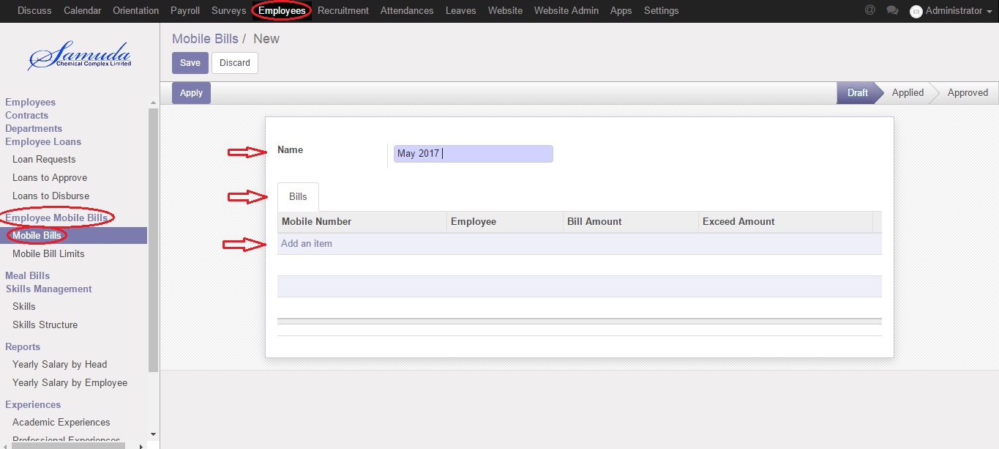 Discuss Calendar Orientation Payroll Surveys Employees Recruitment Attendances Leaves Website Website Admin Apps Settings @ Administrator
Samuda
Chemical Complex Limited
Employees
Contracts
Departments
Employee Loans
Loan Requests
Loans to Approve
Loans to Disburse
Employee Mobile Bills
Mobile Bills
Mobile Bill Limits
Meal Bills
Skills Management
Skills
Skills Structure
Reports
Yearly Salary by Head
Yearly Salary by Employee
Experiences
Academic Experiences
Professional Experiences
Mobile Bills / New
Save Discard
Apply Draft Applied Approved
Name May 2017
Bills
Mobile Number Employee Bill Amount Exceed Amount
Add an item